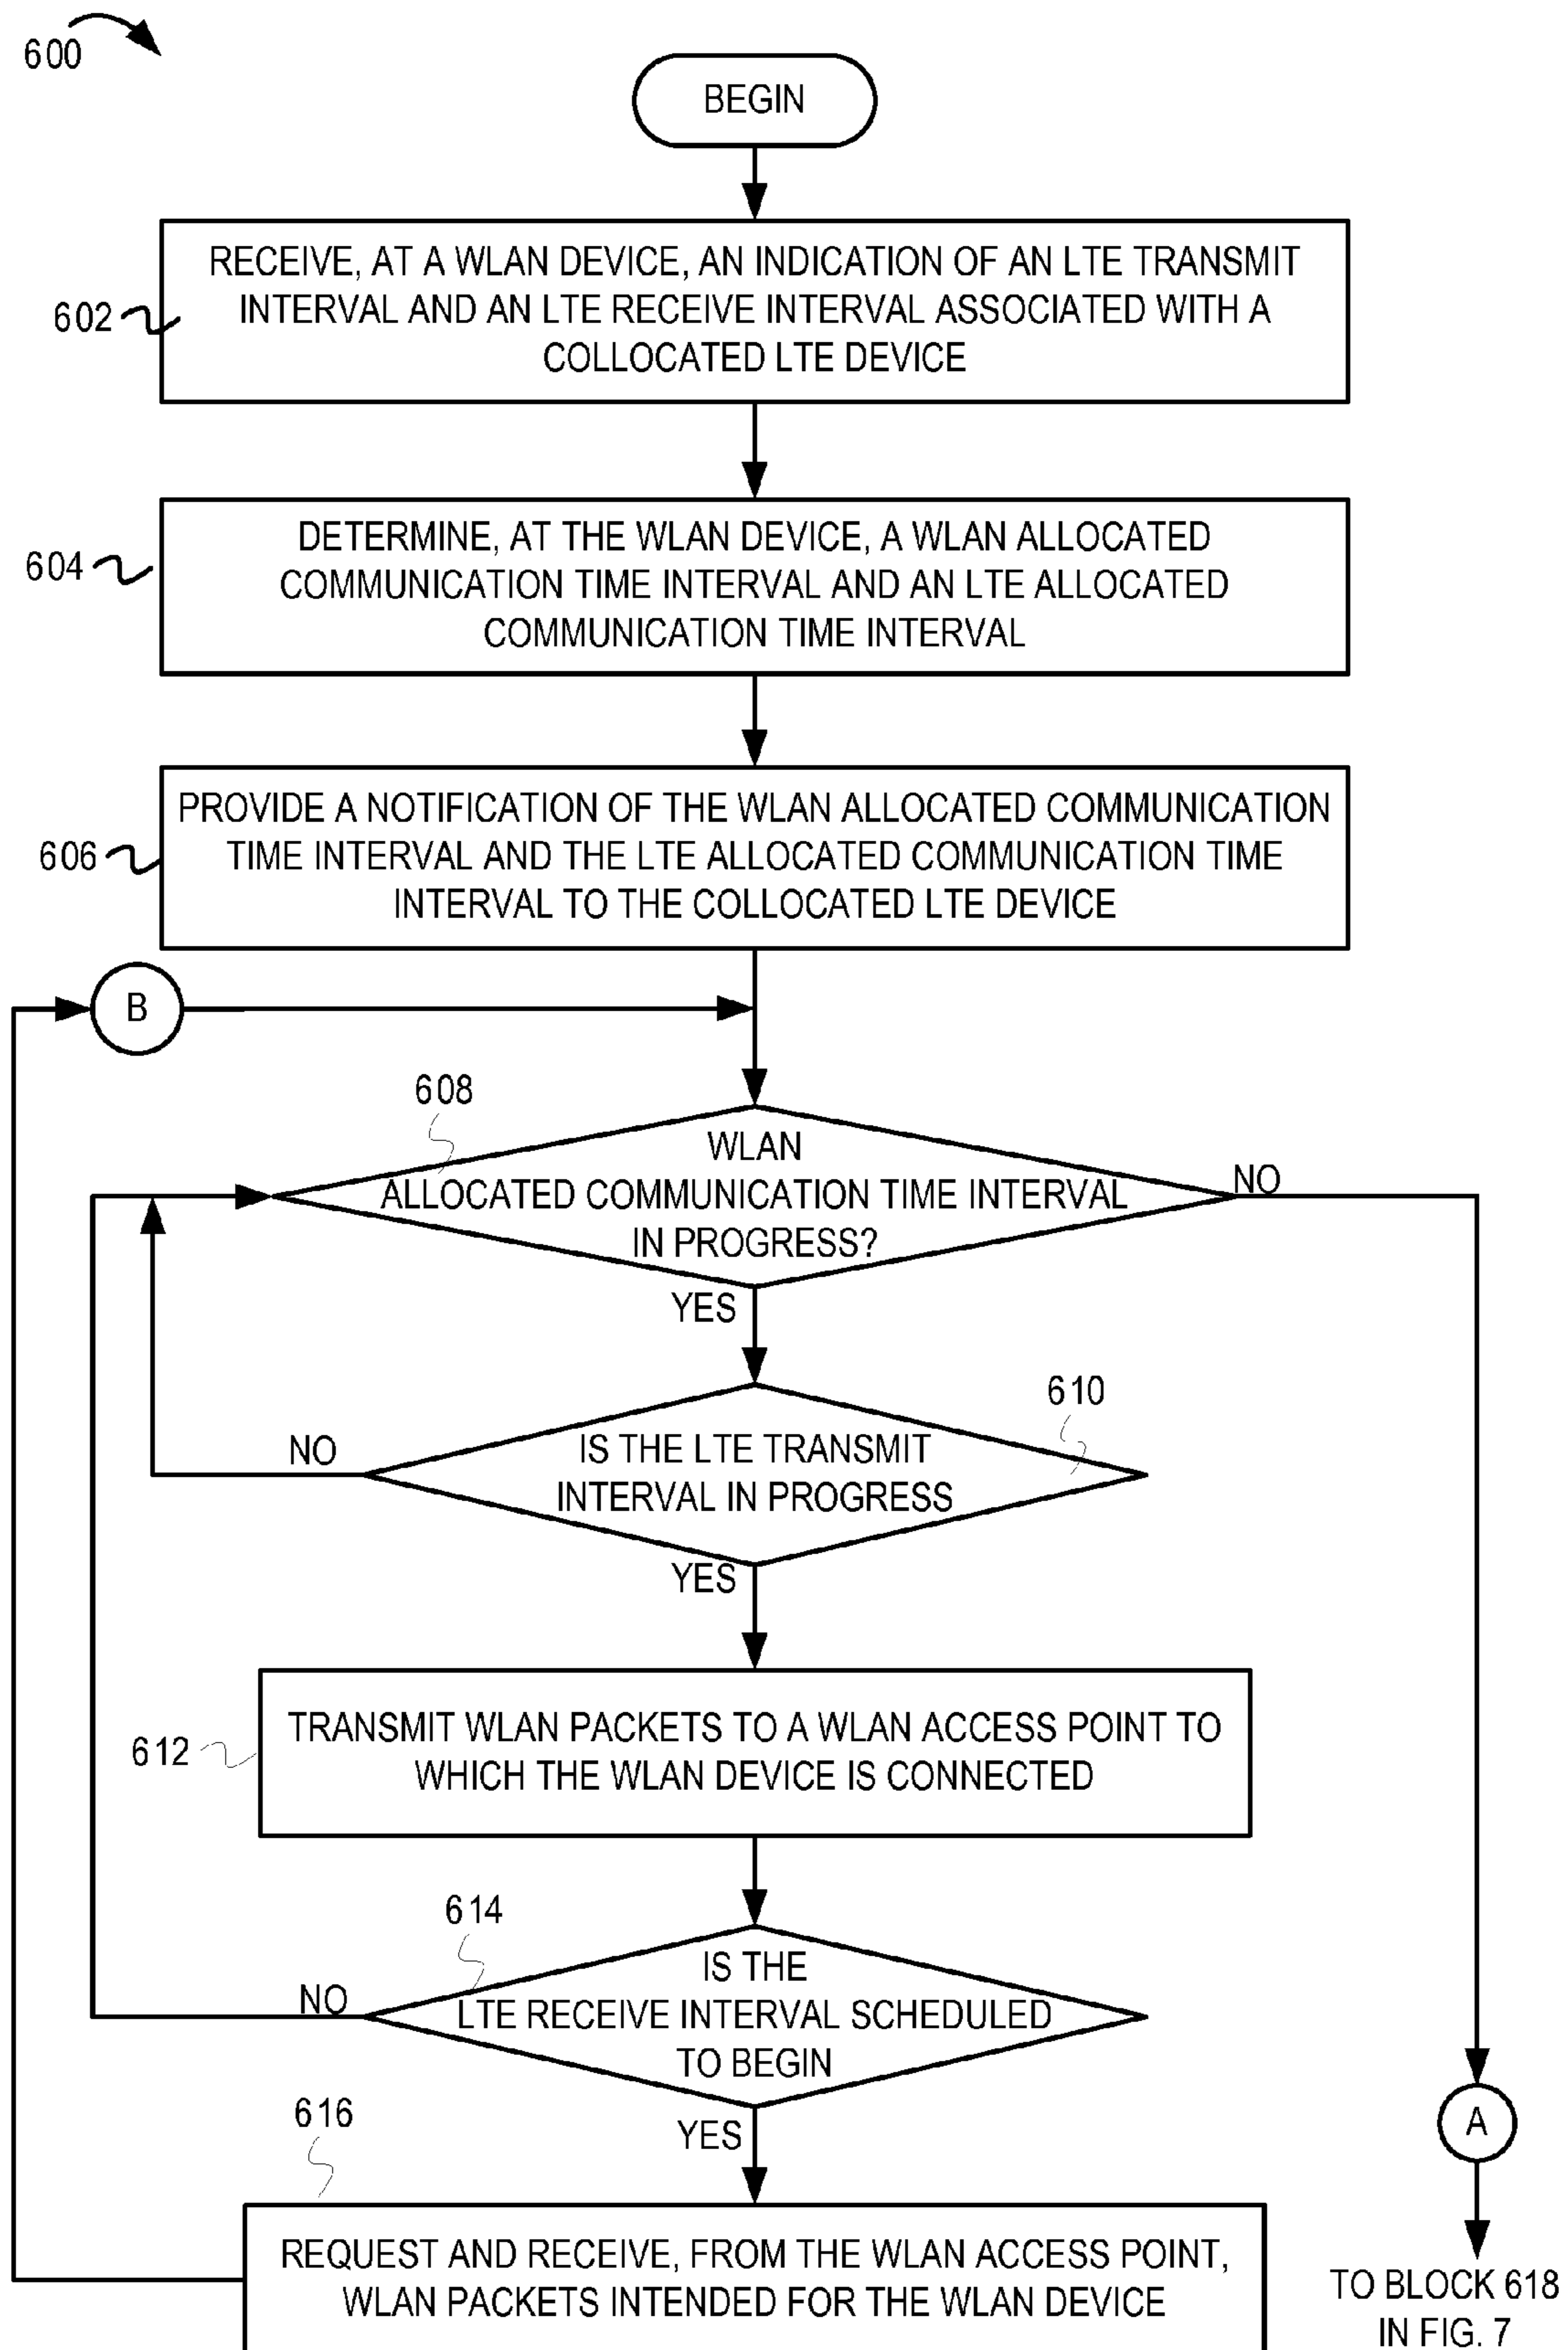 600
BEGIN
RECEIVE, AT A WLAN DEVICE, AN INDICATION OF AN LTE TRANSMIT
INTERVAL AND AN LTE RECEIVE INTERVAL ASSOCIATED WITH A
COLLOCATED LTE DEVICE
602
DETERMINE, AT THE WLAN DEVICE, A WLAN ALLOCATED
COMMUNICATION TIME INTERVAL AND AN LTE ALLOCATED
COMMUNICATION TIME INTERVAL
604
PROVIDE A NOTIFICATION OF THE WLAN ALLOCATED COMMUNICATION
TIME INTERVAL AND THE LTE ALLOCATED COMMUNICATION TIME
INTERVAL TO THE COLLOCATED LTE DEVICE
606
B
608
WLAN
ALLOCATED COMMUNICATION TIME INTERVAL
IN PROGRESS?
NO
YES
610
IS THE LTE TRANSMIT
INTERVAL IN PROGRESS
NO
YES
TRANSMIT WLAN PACKETS TO A WLAN ACCESS POINT TO
WHICH THE WLAN DEVICE IS CONNECTED
612
614
IS THE
LTE RECEIVE INTERVAL SCHEDULED
TO BEGIN
NO
YES
616
REQUEST AND RECEIVE, FROM THE WLAN ACCESS POINT,
WLAN PACKETS INTENDED FOR THE WLAN DEVICE
A
TO BLOCK 618
IN FIG. 7